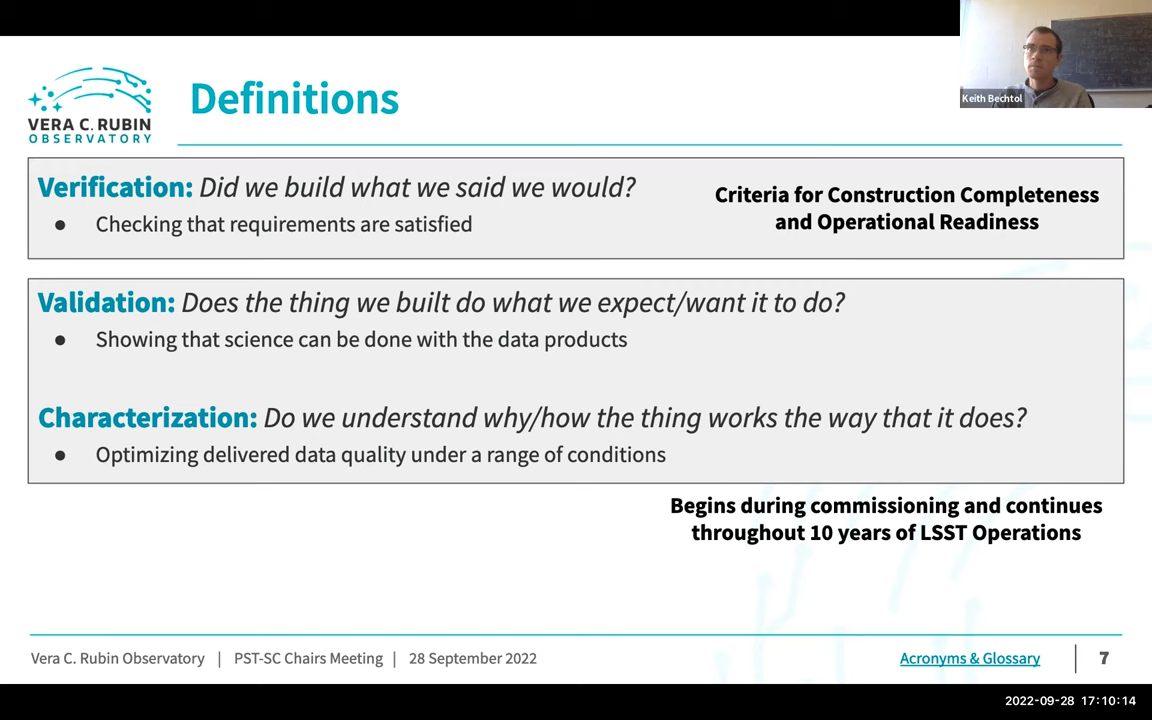 Keith Bechtol
VERA C. RUBIN
OBSERVATORY
Definitions
Verification: Did we build what we said we would?
● Checking that requirements are satisfied
Criteria for Construction Completeness
and Operational Readiness
Validation: Does the thing we built do what we expect/want it to do?
● Showing that science can be done with the data products
Characterization: Do we understand why/how the thing works the way that it does?
● Optimizing delivered data quality under a range of conditions
Begins during commissioning and continues
throughout 10 years of LSST Operations
Vera C. Rubin Observatory | PST-SC Chairs Meeting | 28 September 2022
Acronyms & Glossary | 7
2022-09-28 17:10:14